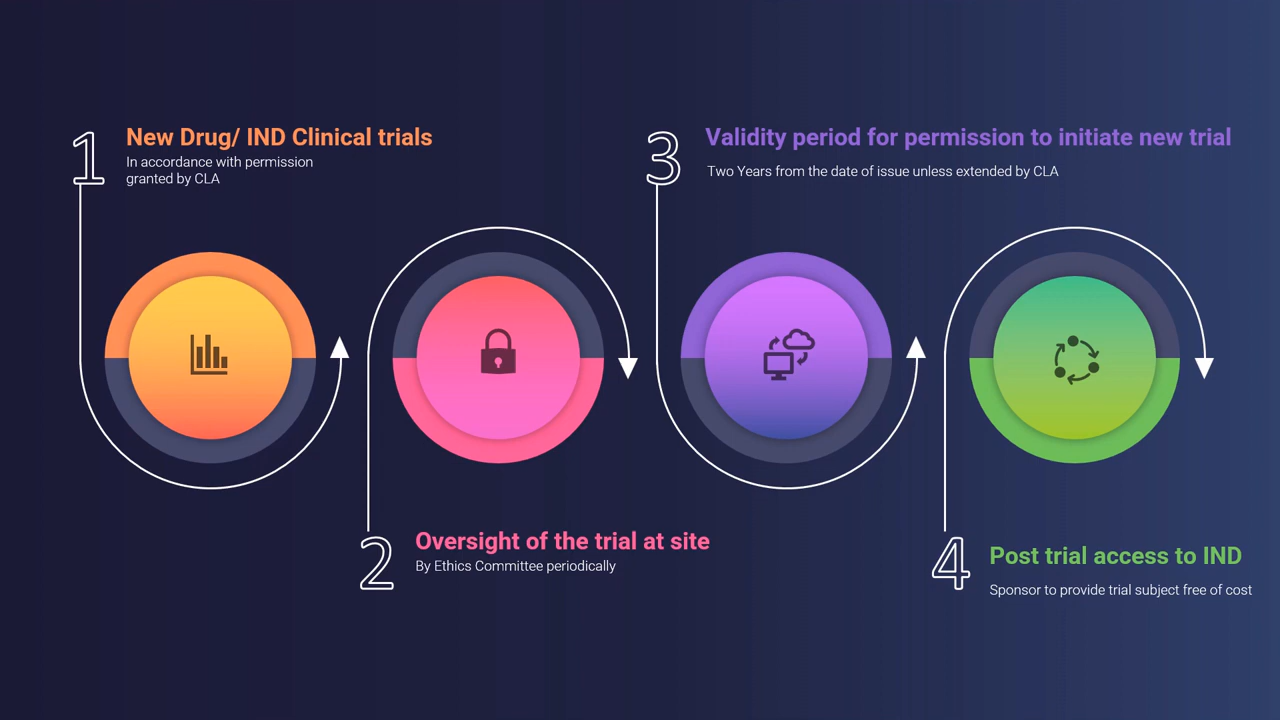 1
New Drug/ IND Clinical trials
In accordance with permission
granted by CLA
2
Oversight of the trial at site
By Ethics Committee periodically
3
Validity period for permission to initiate new trial
Two Years from the date of issue unless extended by CLA
4
Post trial access to IND
Sponsor to provide trial subject free of cost